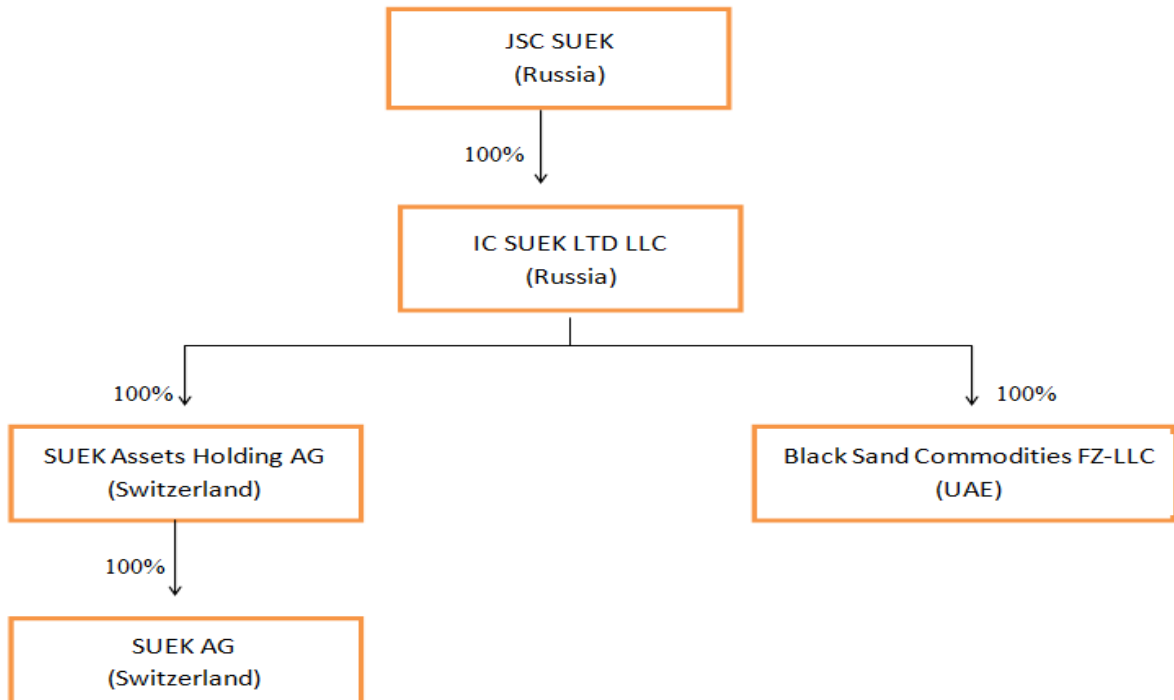 JSC SUEK
(Russia)
100%
IC SUEK LTD LLC
(Russia)
100%
100%
SUEK Assets Holding AG
(Switzerland)
Black Sand Commodities FZ-LLC
(UAE)
100%
SUEK AG
(Switzerland)